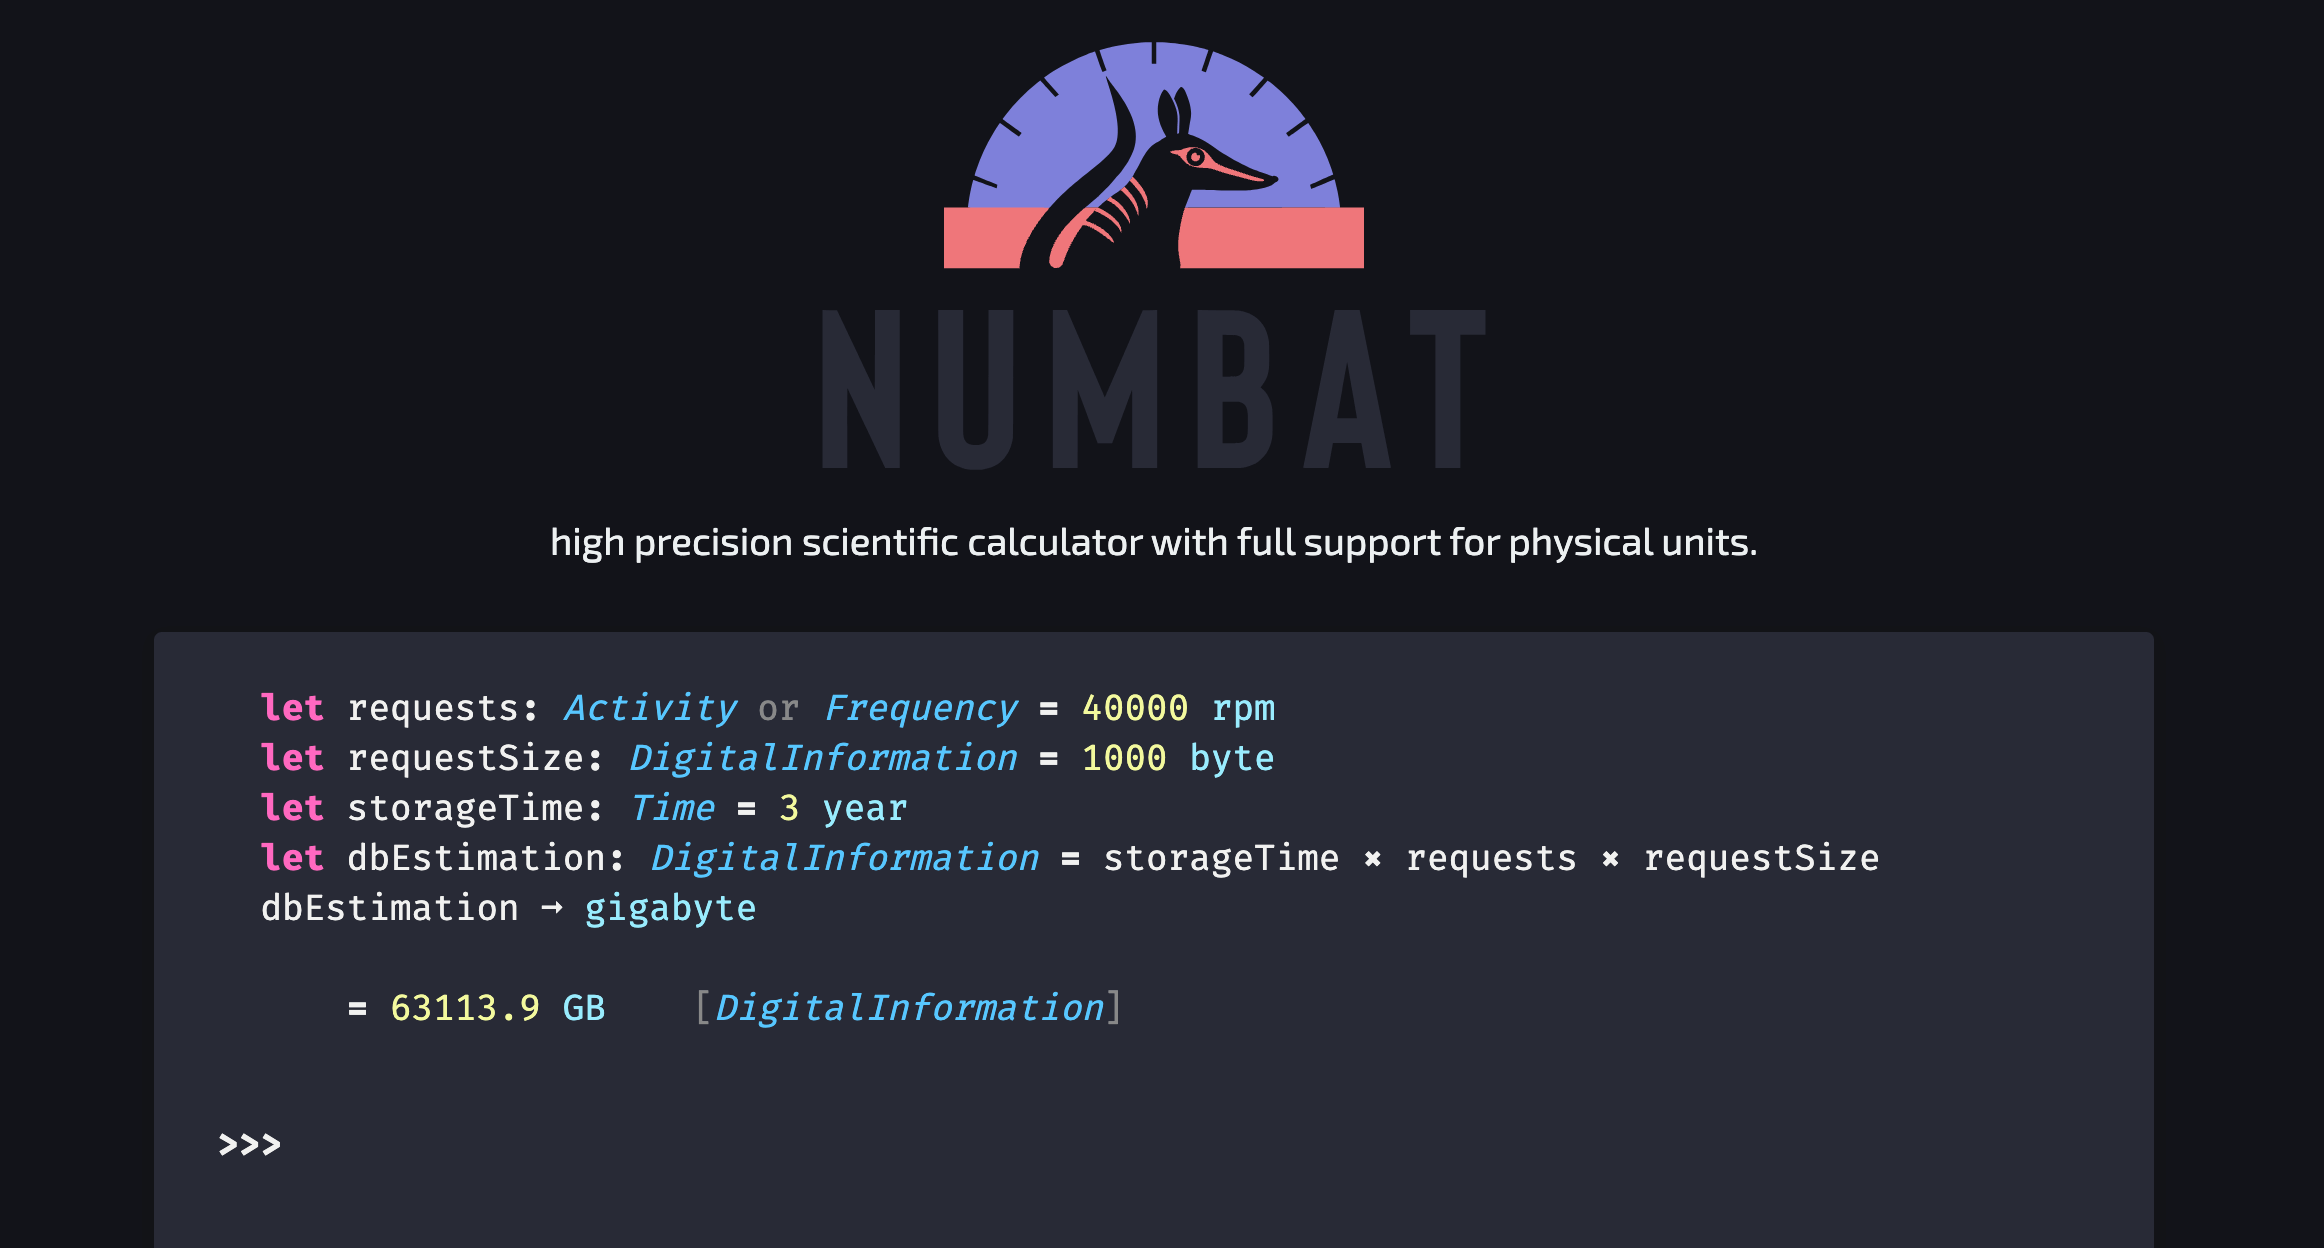 NUMBAT
high precision scientific calculator with full support for physical units.
let requests: Activity or Frequency = 40000 rpm
let requestSize: DigitalInformation = 1000 byte
let storageTime: Time = 3 year
let dbEstimation: DigitalInformation = storageTime × requests × requestSize
dbEstimation → gigabyte
= 63113.9 GB [DigitalInformation]
>>>